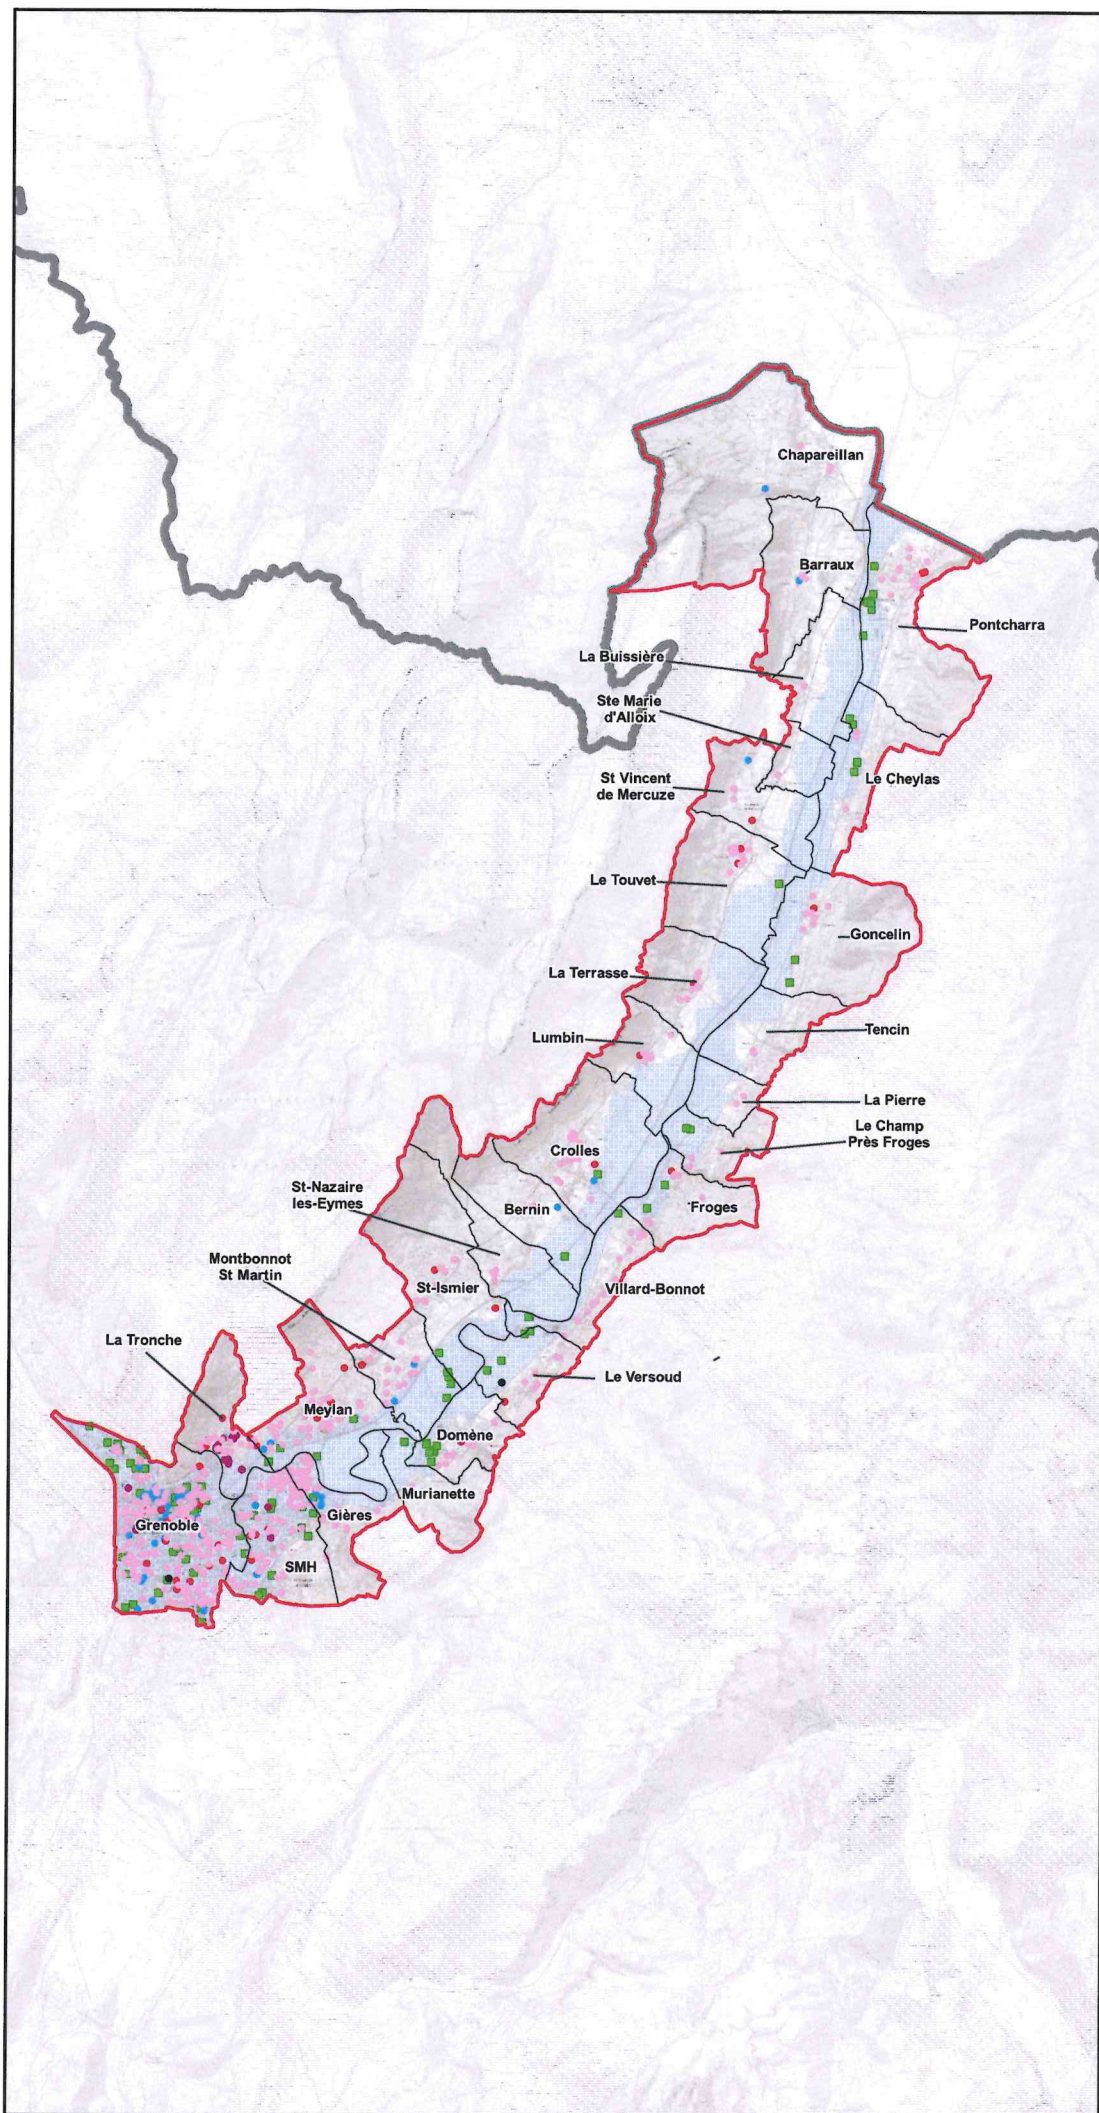 Chapareillan
Barraux
Pontcharra
La Buissière
Ste Marie
d'Alloix
St Vincent
de Mercuze
Le Cheylas
Le Touvet
Goncelin
La Terrasse
Tencin
Lumbin
La Pierre
Le Champ
Près Froges
Crolles
St-Nazaire
les-Eymes
Bernin
Froges
Montbonnot
St Martin
St-Ismier
Villard-Bonnot
La Tronche
Le Versoud
Meylan
Domène
Murianette
Gières
Grenoble
SMH